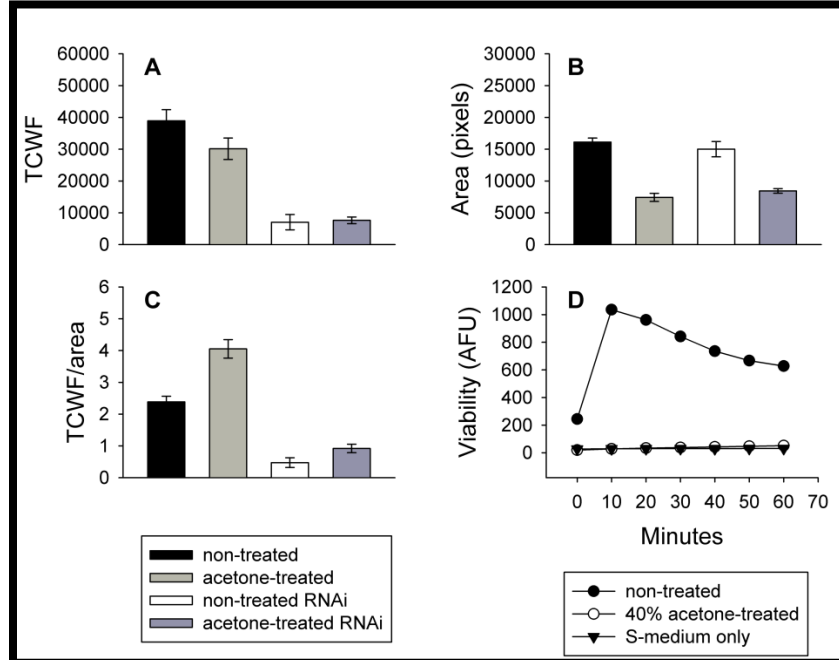 A
TCWF
60000
50000
40000
30000
20000
10000
0
B
Area (pixels)
30000
25000
20000
15000
10000
5000
0
C
TCWF/area
6
5
4
3
2
1
0
D
Viability (AFU)
1200
1000
800
600
400
200
0
0 10 20 30 40 50 60 70
Minutes
non-treated
acetone-treated
non-treated RNAi
acetone-treated RNAi
non-treated
40% acetone-treated
S-medium only